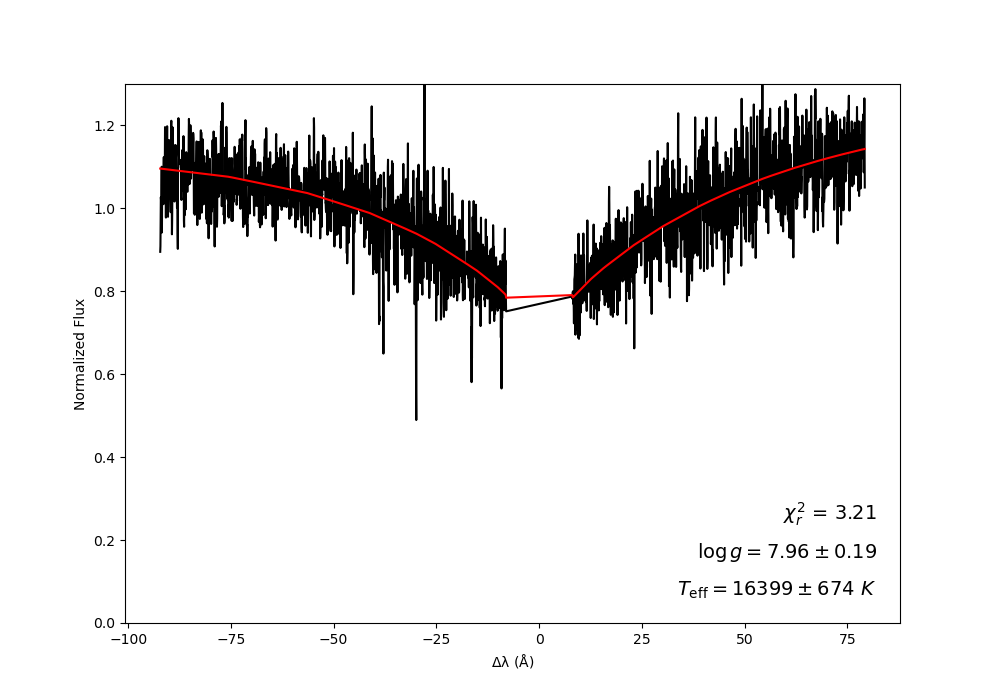 1.2
1.0
0.8
0.6
0.4
0.2
0.0
Normalized Flux
χ²ᵣ = 3.21
log g = 7.96 ± 0.19
T_eff = 16399 ± 674 K
−100 −75 −50 −25 0 25 50 75
Δλ (Å)